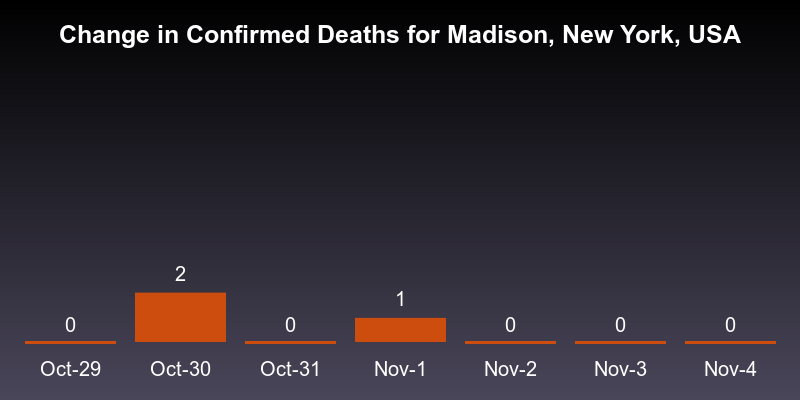 Change in Confirmed Deaths for Madison, New York, USA
0 2 0 1 0 0 0
Oct-29 Oct-30 Oct-31 Nov-1 Nov-2 Nov-3 Nov-4